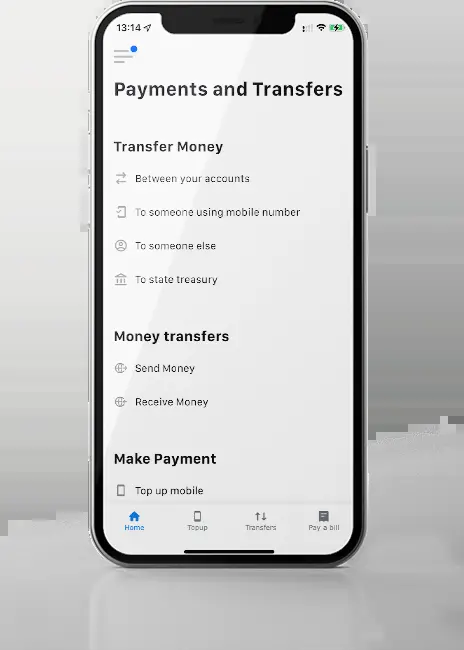 13:14
Payments and Transfers
Transfer Money
Between your accounts
To someone using mobile number
To someone else
To state treasury
Money transfers
Send Money
Receive Money
Make Payment
Top up mobile
Home
Topup
Transfers
Pay a bill